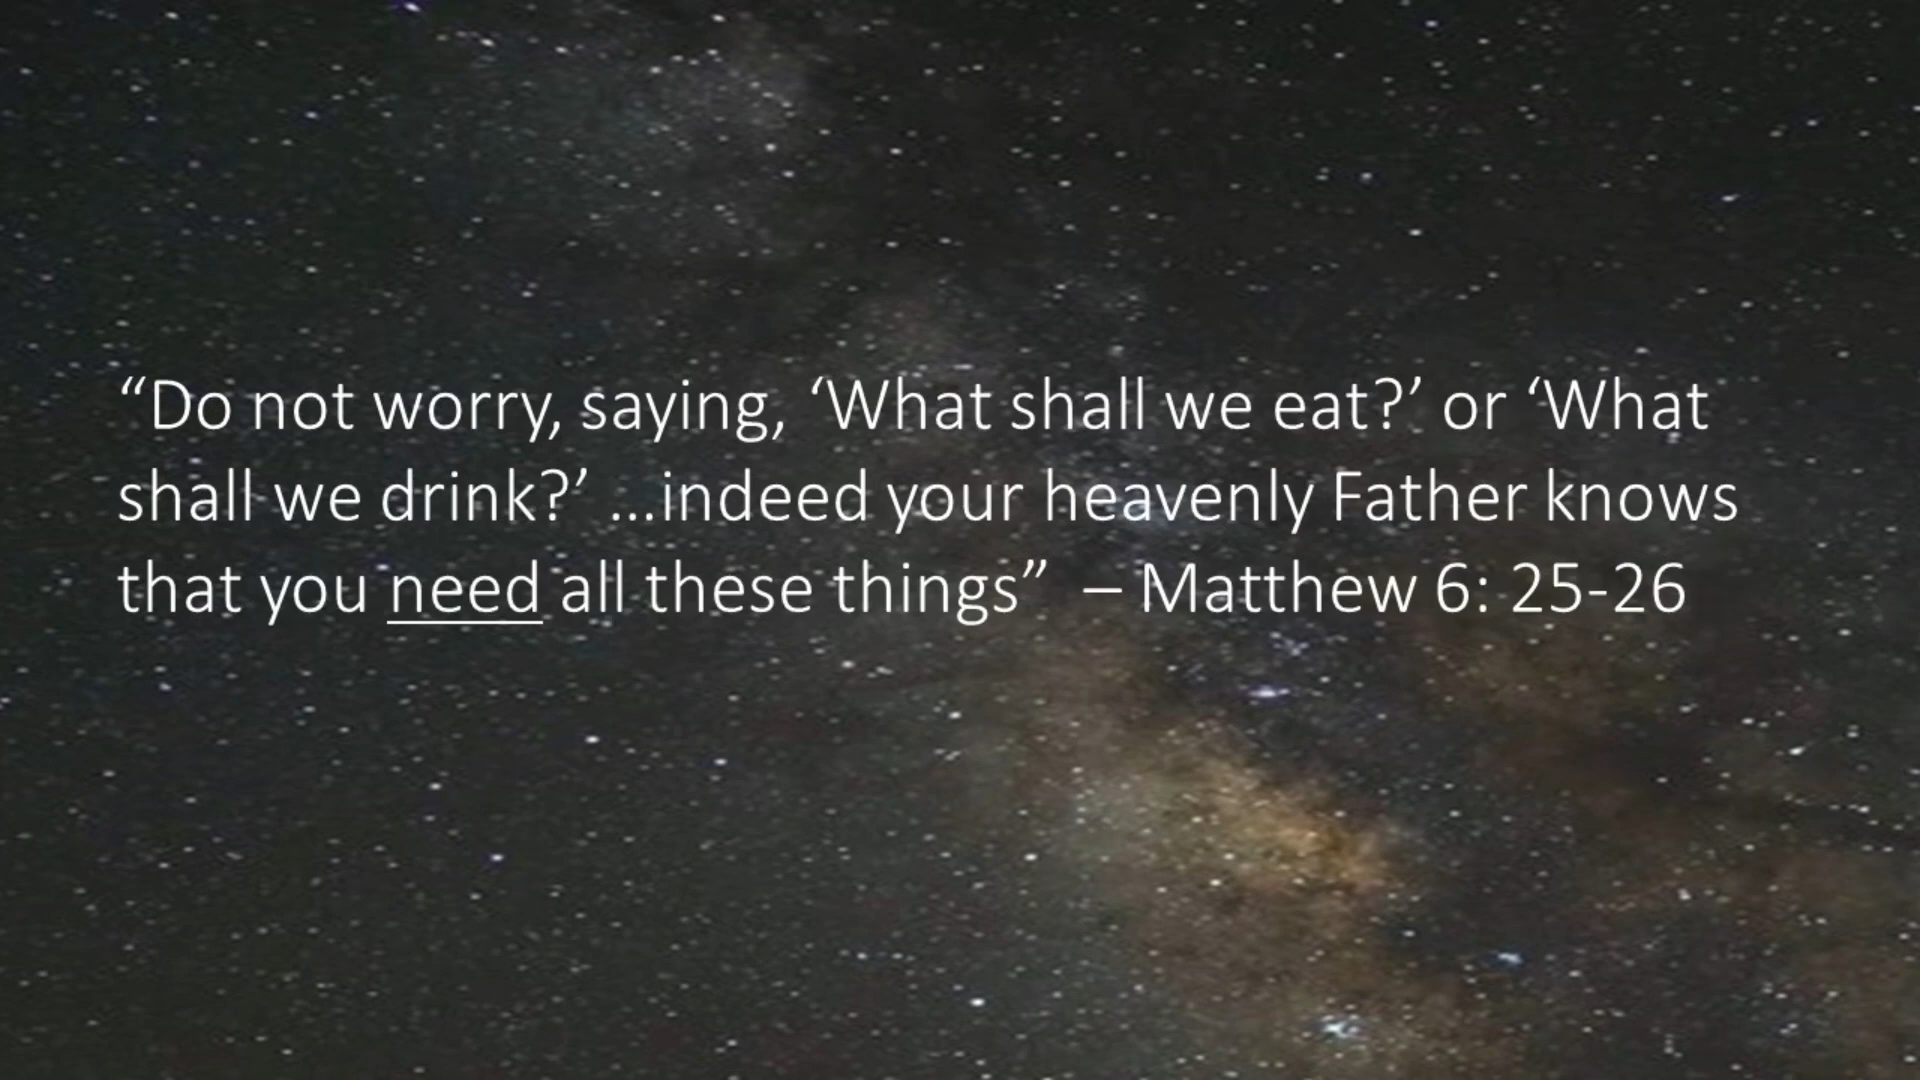 “Do not worry, saying, ‘What shall we eat?’ or ‘What
shall we drink?’ ...indeed your heavenly Father knows
that you need all these things”  – Matthew 6: 25-26